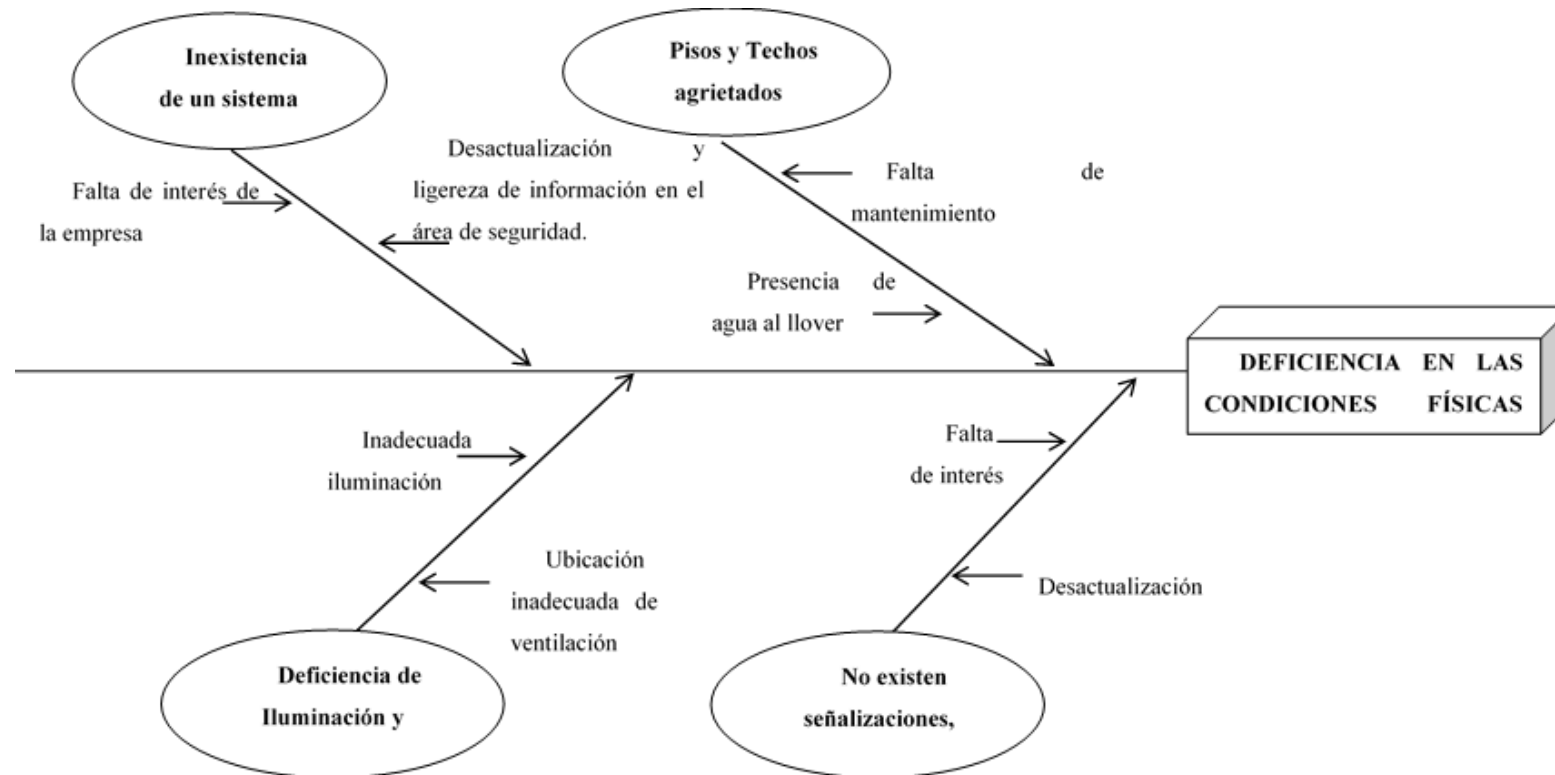 Inexistencia
de un sistema
Pisos y Techos
agrietados
Falta de interés de
la empresa
Desactualización y
ligereza de información en el
área de seguridad.
Falta de
mantenimiento
Presencia de
agua al llover
DEFICIENCIA EN LAS
CONDICIONES FÍSICAS
Inadecuada
iluminación
Ubicación
inadecuada de
ventilación
Falta
de interés
Desactualización
Deficiencia de
Iluminación y
No existen
señalizaciones,